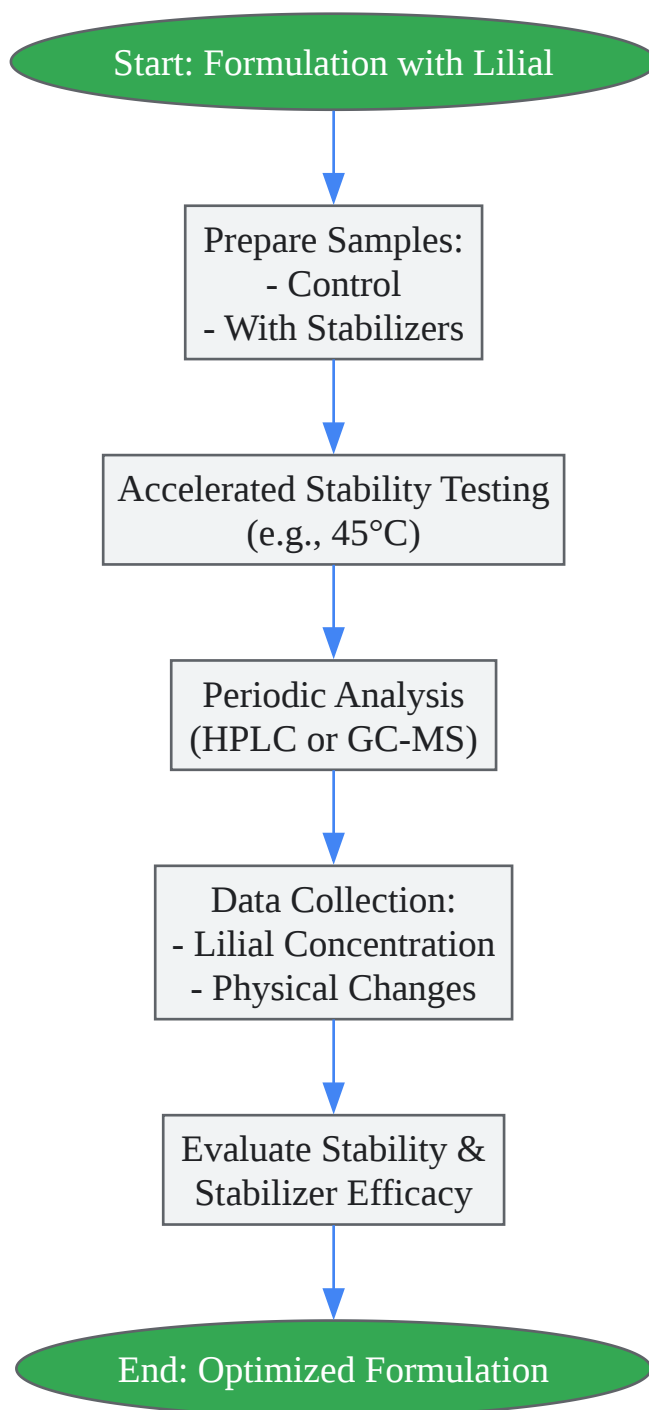 Start: Formulation with Lilial
Prepare Samples:
- Control
- With Stabilizers
Accelerated Stability Testing
(e.g., 45°C)
Periodic Analysis
(HPLC or GC-MS)
Data Collection:
- Lilial Concentration
- Physical Changes
Evaluate Stability &
Stabilizer Efficacy
End: Optimized Formulation